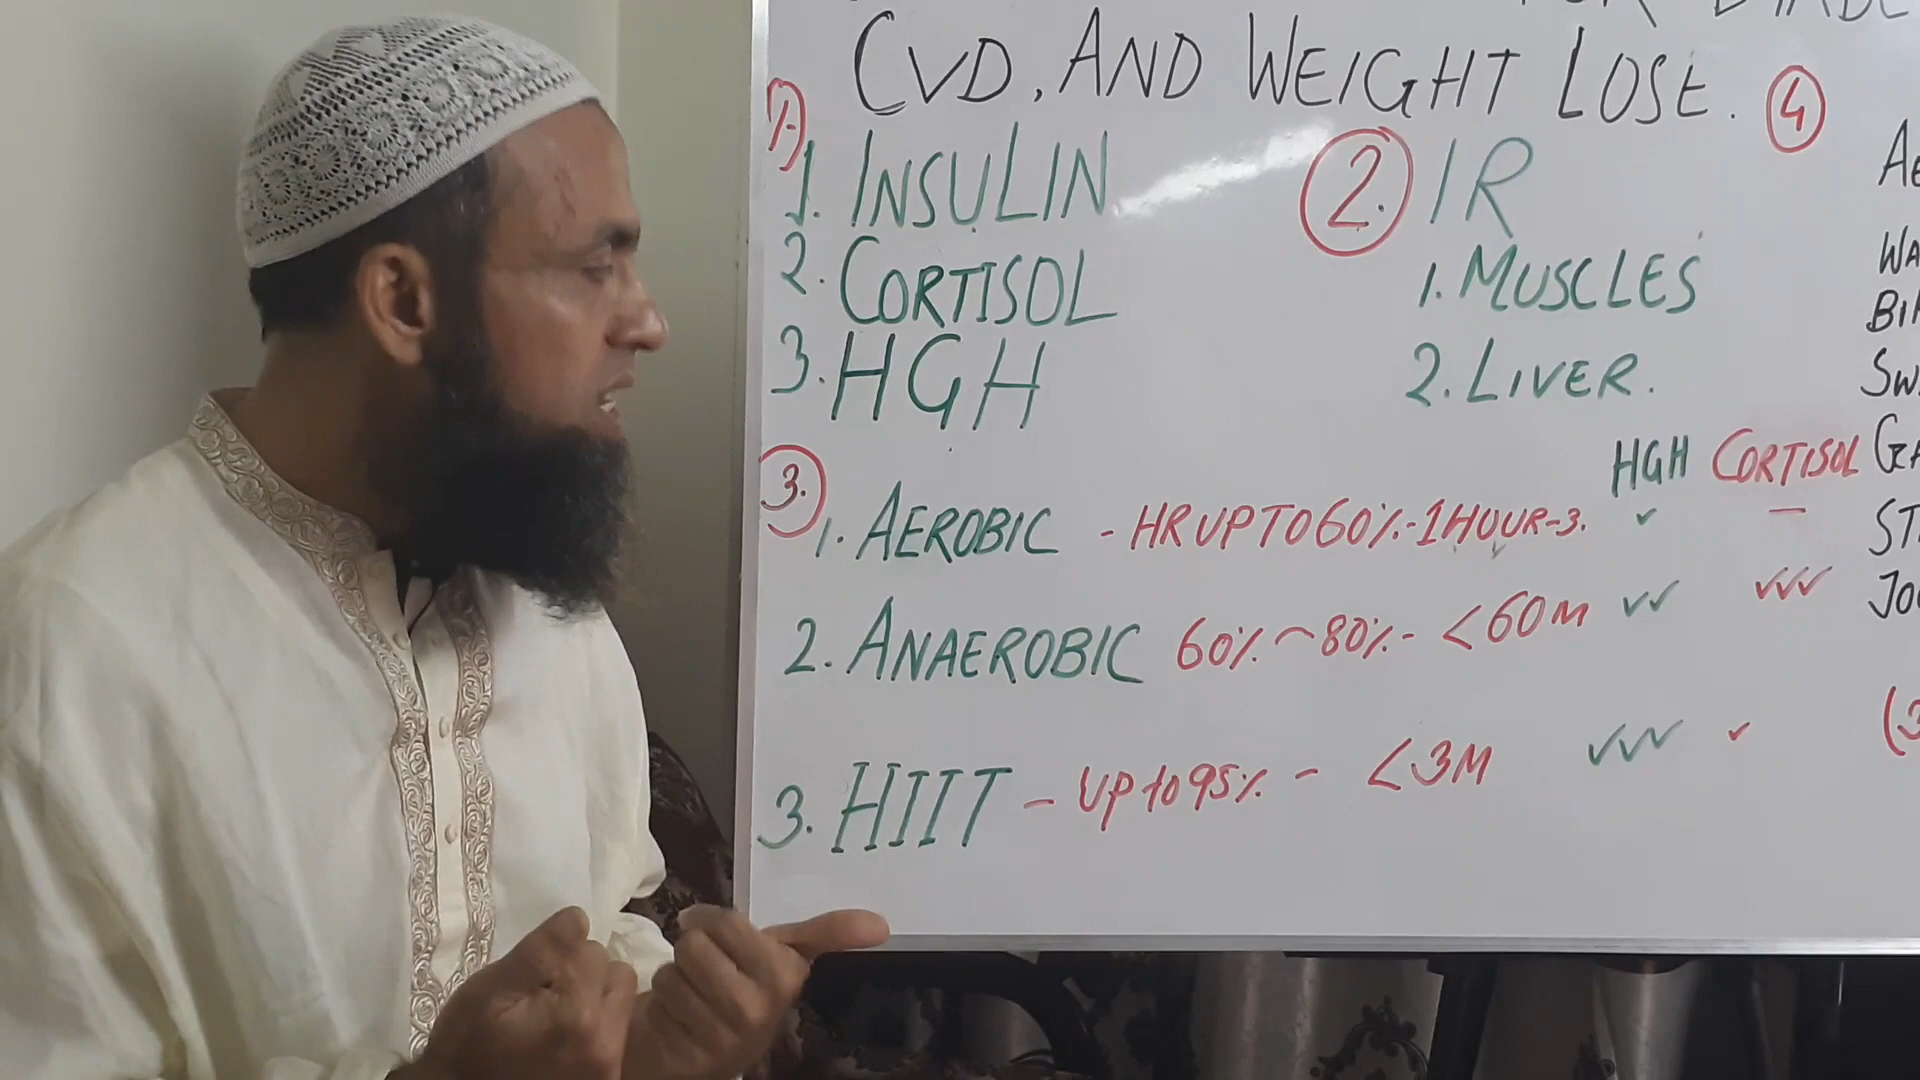 CVD, AND WEIGHT LOSE.
1)
1. INSULIN
2. CORTISOL
3. HGH
2. IR
1. MUSCLES
2. LIVER.
3.
HGH CORTISOL
1. AEROBIC - HR UP TO 60% - 1 HOUR - 3. ✓ –
2. ANAEROBIC 60% ~ 80% - <60M ✓✓ ✓✓✓
3. HIIT - UP to 95% - <3M ✓✓✓ ✓
4